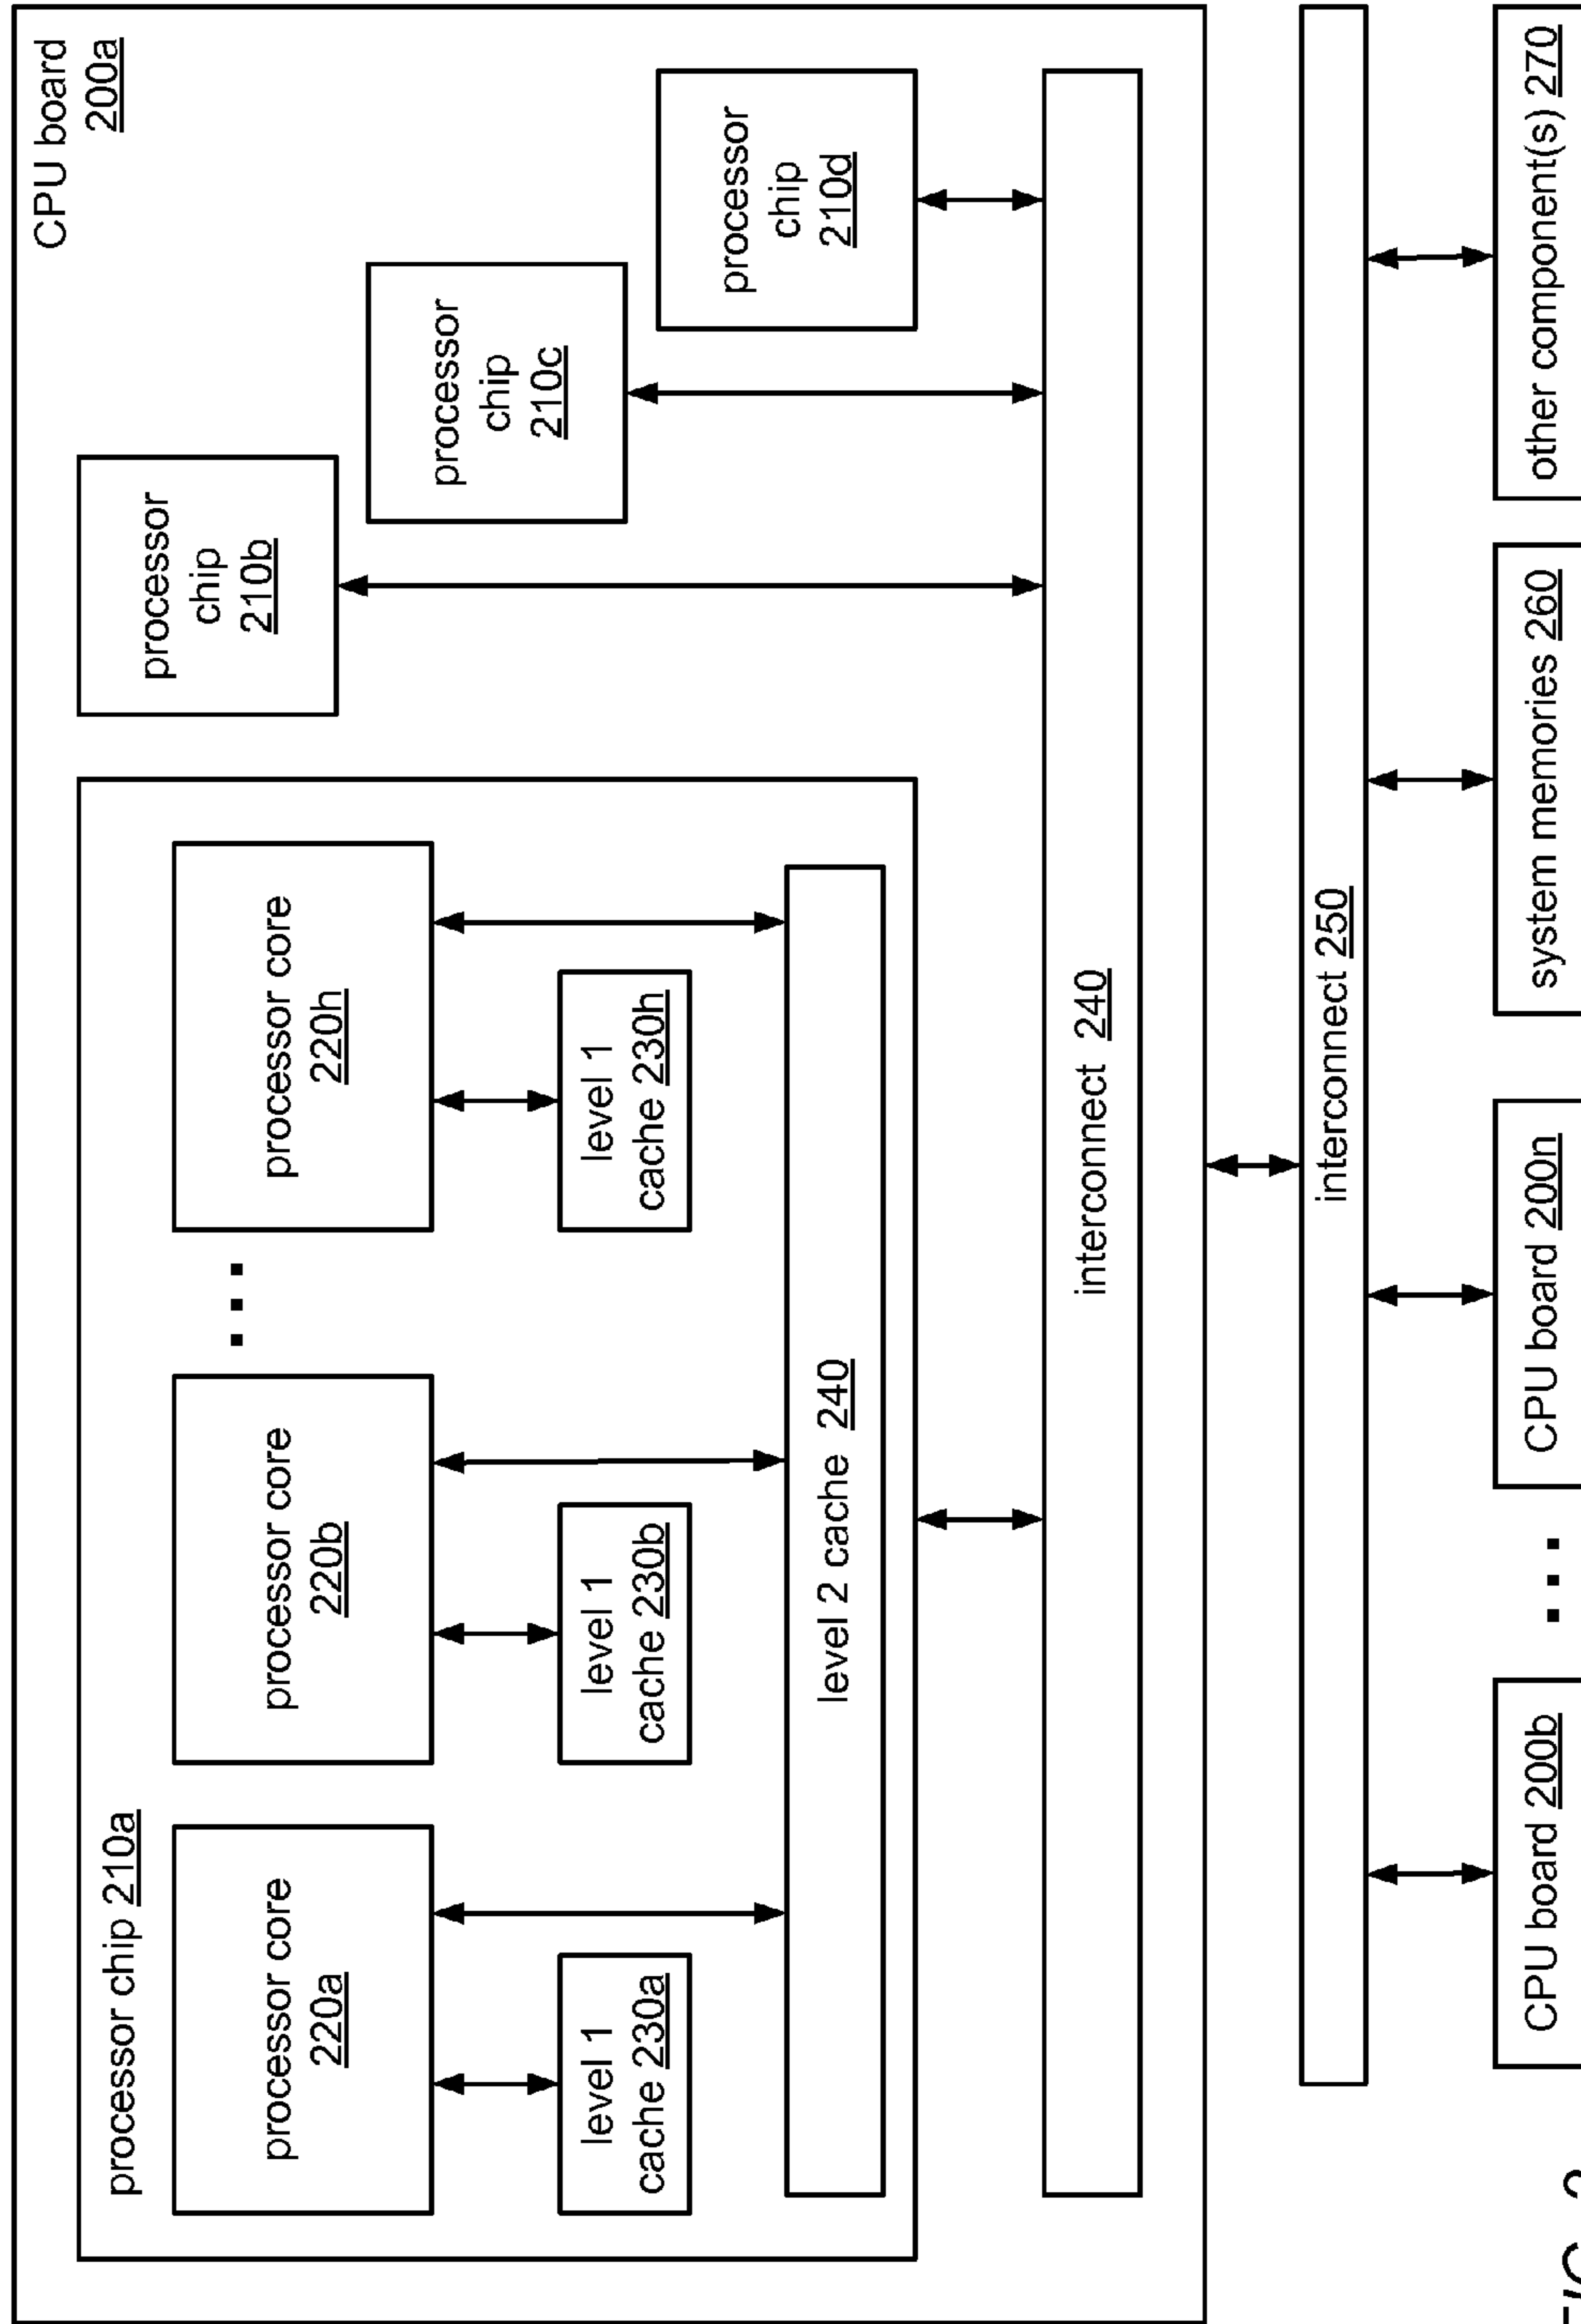 CPU board
200a
processor chip 210a
processor core
220a
processor core
220b
...
processor core
220h
level 1
cache 230a
level 1
cache 230b
level 1
cache 230h
level 2 cache 240
processor
chip
210b
processor
chip
210c
processor
chip
210d
interconnect 240
interconnect 250
CPU board 200b
...
CPU board 200n
system memories 260
other component(s) 270